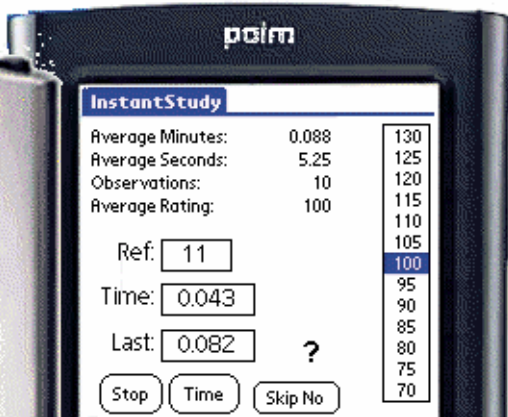 palm
InstantStudy
Average Minutes: 0.088
Average Seconds: 5.25
Observations: 10
Average Rating: 100
Ref: 11
Time: 0.043
Last: 0.082
?
Stop Time Skip No
130
125
120
115
110
105
100
95
90
85
80
75
70